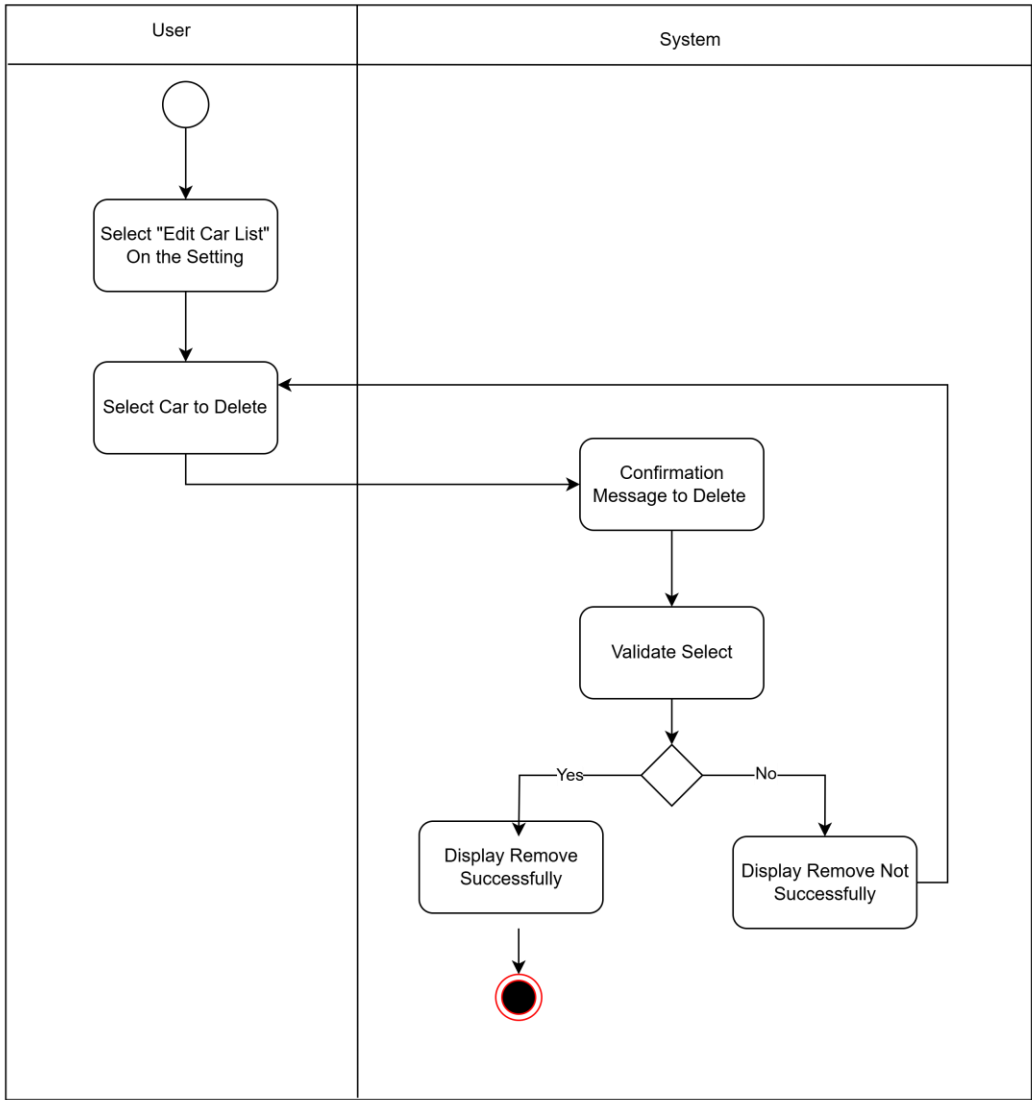 User
System
Select "Edit Car List"
On the Setting
Select Car to Delete
Confirmation
Message to Delete
Validate Select
Yes
No
Display Remove
Successfully
Display Remove Not
Successfully